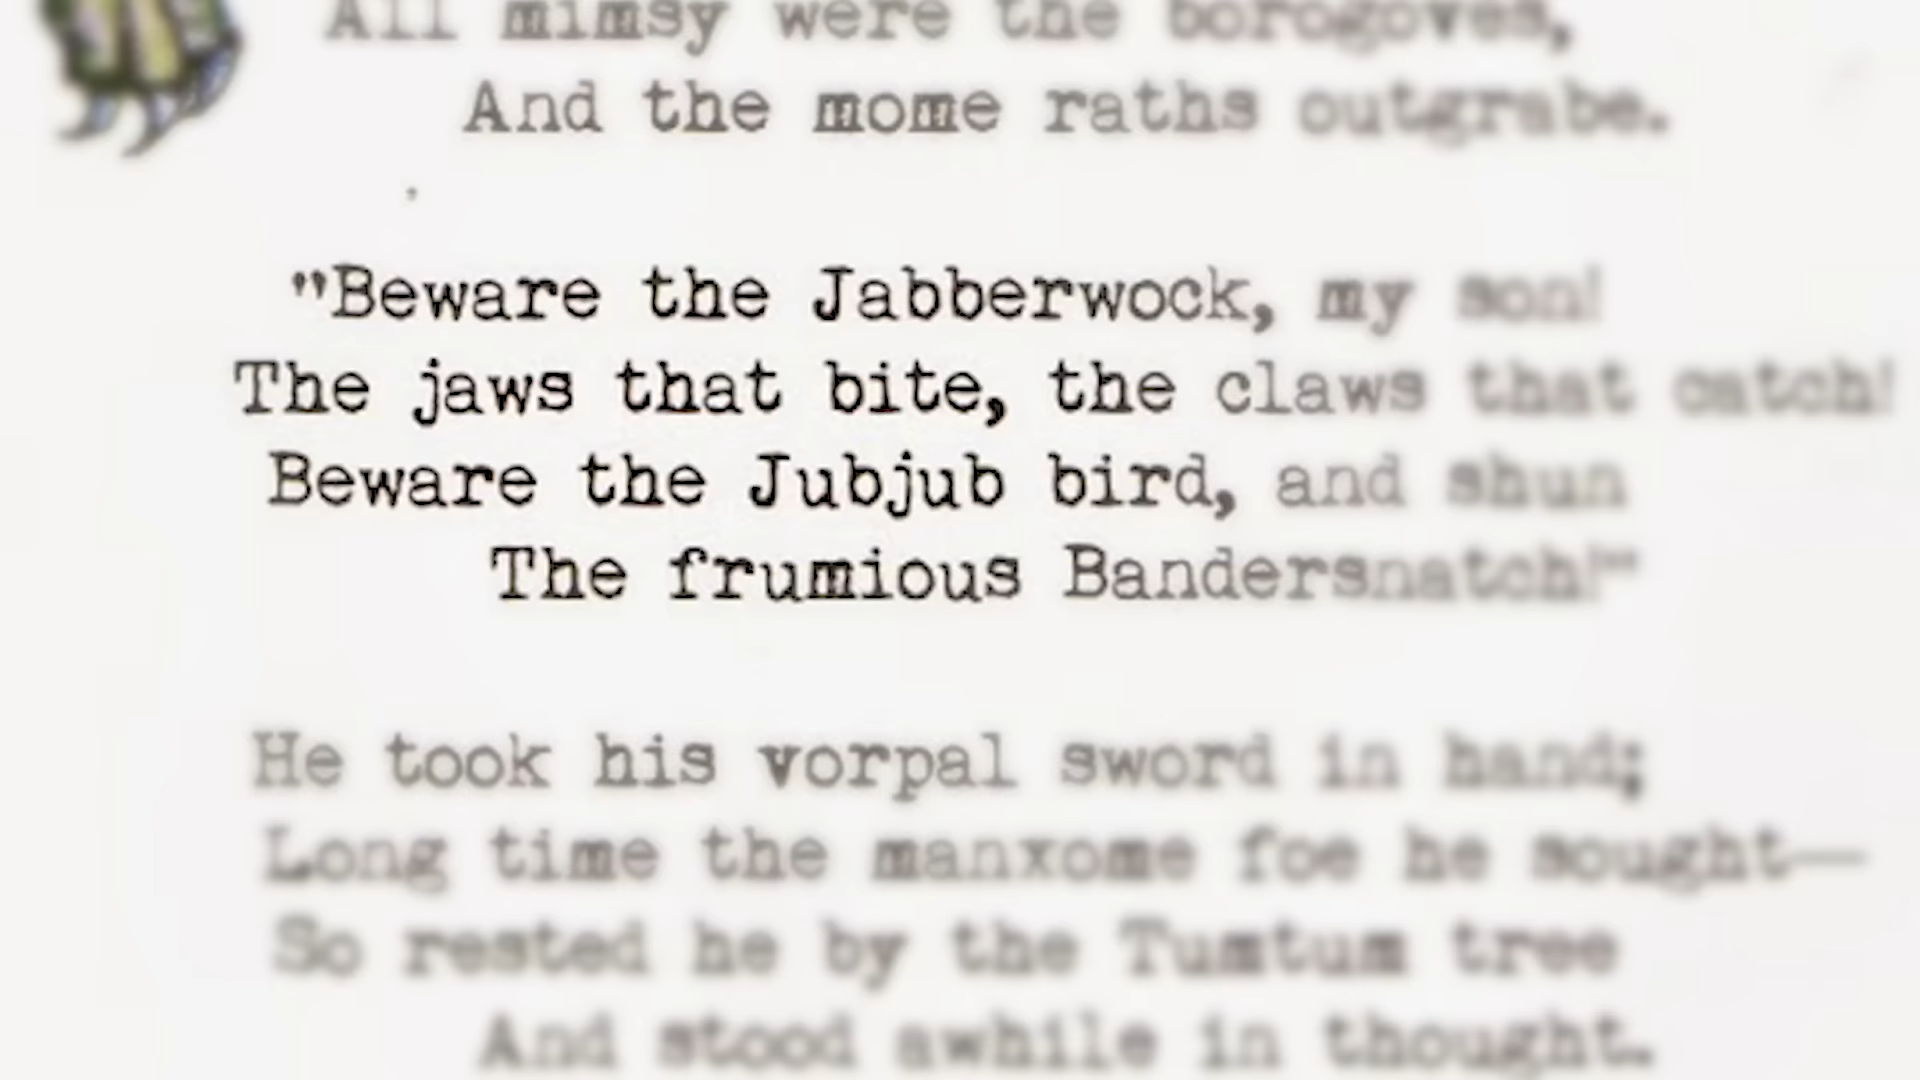 All mimsy were the borogoves,
And the mome raths outgrabe.
"Beware the Jabberwock, my son!
The jaws that bite, the claws that catch!
Beware the Jubjub bird, and shun
The frumious Bandersnatch!"
He took his vorpal sword in hand;
Long time the manxome foe he sought—
So rested he by the Tumtum tree
And stood awhile in thought.